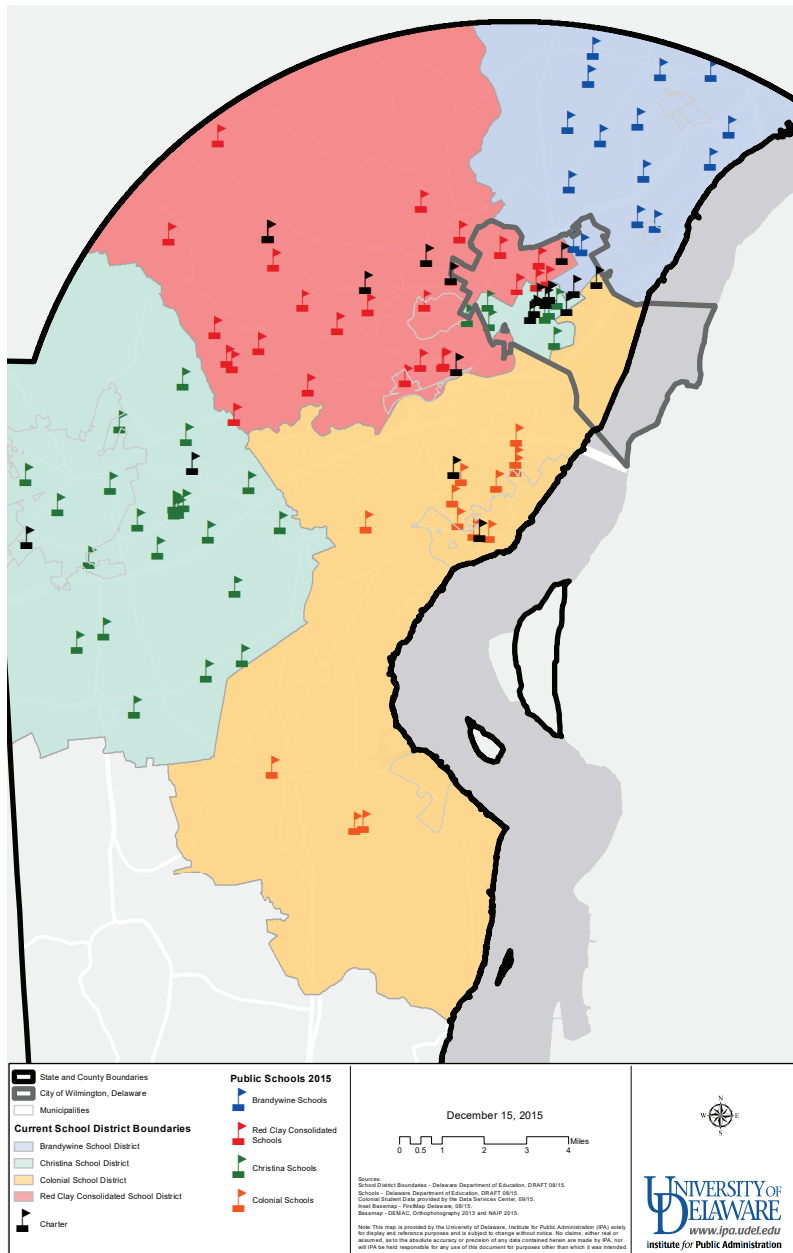 State and County Boundaries
City of Wilmington, Delaware
Municipalities
Current School District Boundaries
Brandywine School District
Christina School District
Colonial School District
Red Clay Consolidated School District
Charter
Public Schools 2015
Brandywine Schools
Red Clay Consolidated
Schools
Christina Schools
Colonial Schools
December 15, 2015
0 0.5 1 2 3 4 Miles
Sources:
School District Boundaries - Delaware Department of Education, DRAFT 08/15.
Schools - Delaware Department of Education, DRAFT 08/15.
Colonial Student Data provided by the Data Services Center, 09/15.
Inset Basemap - FirstMap Delaware, 08/15.
Basemap - DEMAC, Orthophotography 2013 and NAIP 2015.
Note: This map is provided by the University of Delaware, Institute for Public Administration (IPA) solely
for display and reference purposes and is subject to change without notice. No claims, either real or
assumed, as to the absolute accuracy or precision of any data contained herein are made by IPA, nor
will IPA be held responsible for any use of this document for purposes other than which it was intended.
N
W E
S
UNIVERSITY OF
DELAWARE
www.ipa.udel.edu
institute for Public Administration